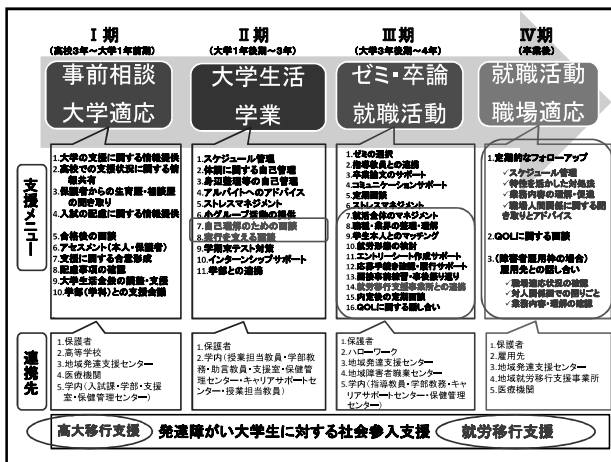 Ⅰ期
(高校3年～大学1年前期)
事前相談
大学適応
Ⅱ期
(大学1年後期～3年)
大学生活
学業
Ⅲ期
(大学3年後期～4年)
ゼミ・卒論
就職活動
Ⅳ期
(卒業後)
就職活動
職場適応
支援メニュー
1.大学の支援に関する情報提供
2.高校での支援状況に関する情報
共有
3.保護者からの生育歴・相談歴
の聞き取り
4.入試の配慮に関する情報提供
5.合格後の面談
6.アセスメント(本人・保護者)
7.支援に関する合意形成
8.配慮事項の確認
9.大学生活全般の調整・支援
10.学部(学科)との支援会議
1.スケジュール管理
2.体調に関する自己管理
3.身辺整理等の自己管理
4.アルバイトへのアドバイス
5.ストレスマネジメント
6.小グループ活動の提供
7.自己理解のための面談
8.実行を支える面談
9.学期末テスト対策
10.インターンシップサポート
11.学部との連携
1.ゼミの選択
2.指導教員との連携
3.卒業論文のサポート
4.コミュニケーションサポート
5.定期面談
6.ストレスマネジメント
7.就活全体のマネジメント
8.職種・業界の整理・理解
9.学生本人とのマッチング
10.就労形態の検討
11.エントリーシート作成サポート
12.応募手続き確認・願行サポート
13.面接事前練習・事後振り返り
14.就労移行支援事業所との連携
15.内定後の定期面談
16.QOLに関する話し合い
1.定期的なフォローアップ
✓スケジュール管理
✓特性を活かした対処法
✓業務内容の理解・促進
✓職場人間関係に関する聞
き取りとアドバイス
2.QOLに関する面談
3.(障害者雇用枠の場合)
雇用先との話し合い
✓職場適応状況の確認
✓対人関係面での困りごと
✓業務内容・理解の確認
連携先
1.保護者
2.高等学校
3.地域発達支援センター
4.医療機関
5.学内(入試課・学部・支援
室・保健管理センター)
1.保護者
2.学内(授業担当教員・学部教
務・助言教員・支援室・保健管
理センター・キャリアサポートセ
ンター・授業担当教員)
1.保護者
2.ハローワーク
3.地域発達支援センター
4.地域障害者職業センター
5.学内(指導教員・学部教務・キャ
リアサポートセンター・保健管理セ
ンター)
1.保護者
2.雇用先
3.地域発達支援センター
4.地域就労移行支援事業所
5.医療機関
高大移行支援
発達障がい大学生に対する社会参入支援
就労移行支援